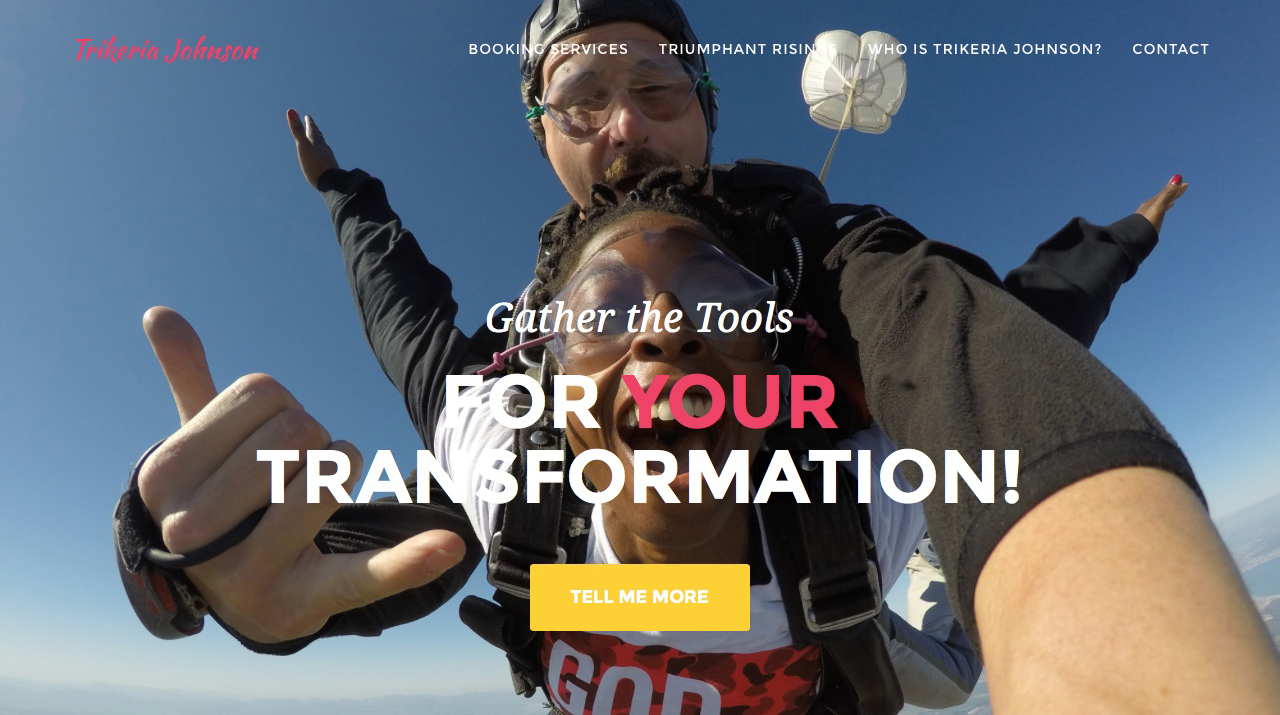 Trikeria Johnson
BOOKING SERVICES
TRIUMPHANT RISINGS
WHO IS TRIKERIA JOHNSON?
CONTACT
Gather the Tools
FOR YOUR
TRANSFORMATION!
TELL ME MORE
GOD